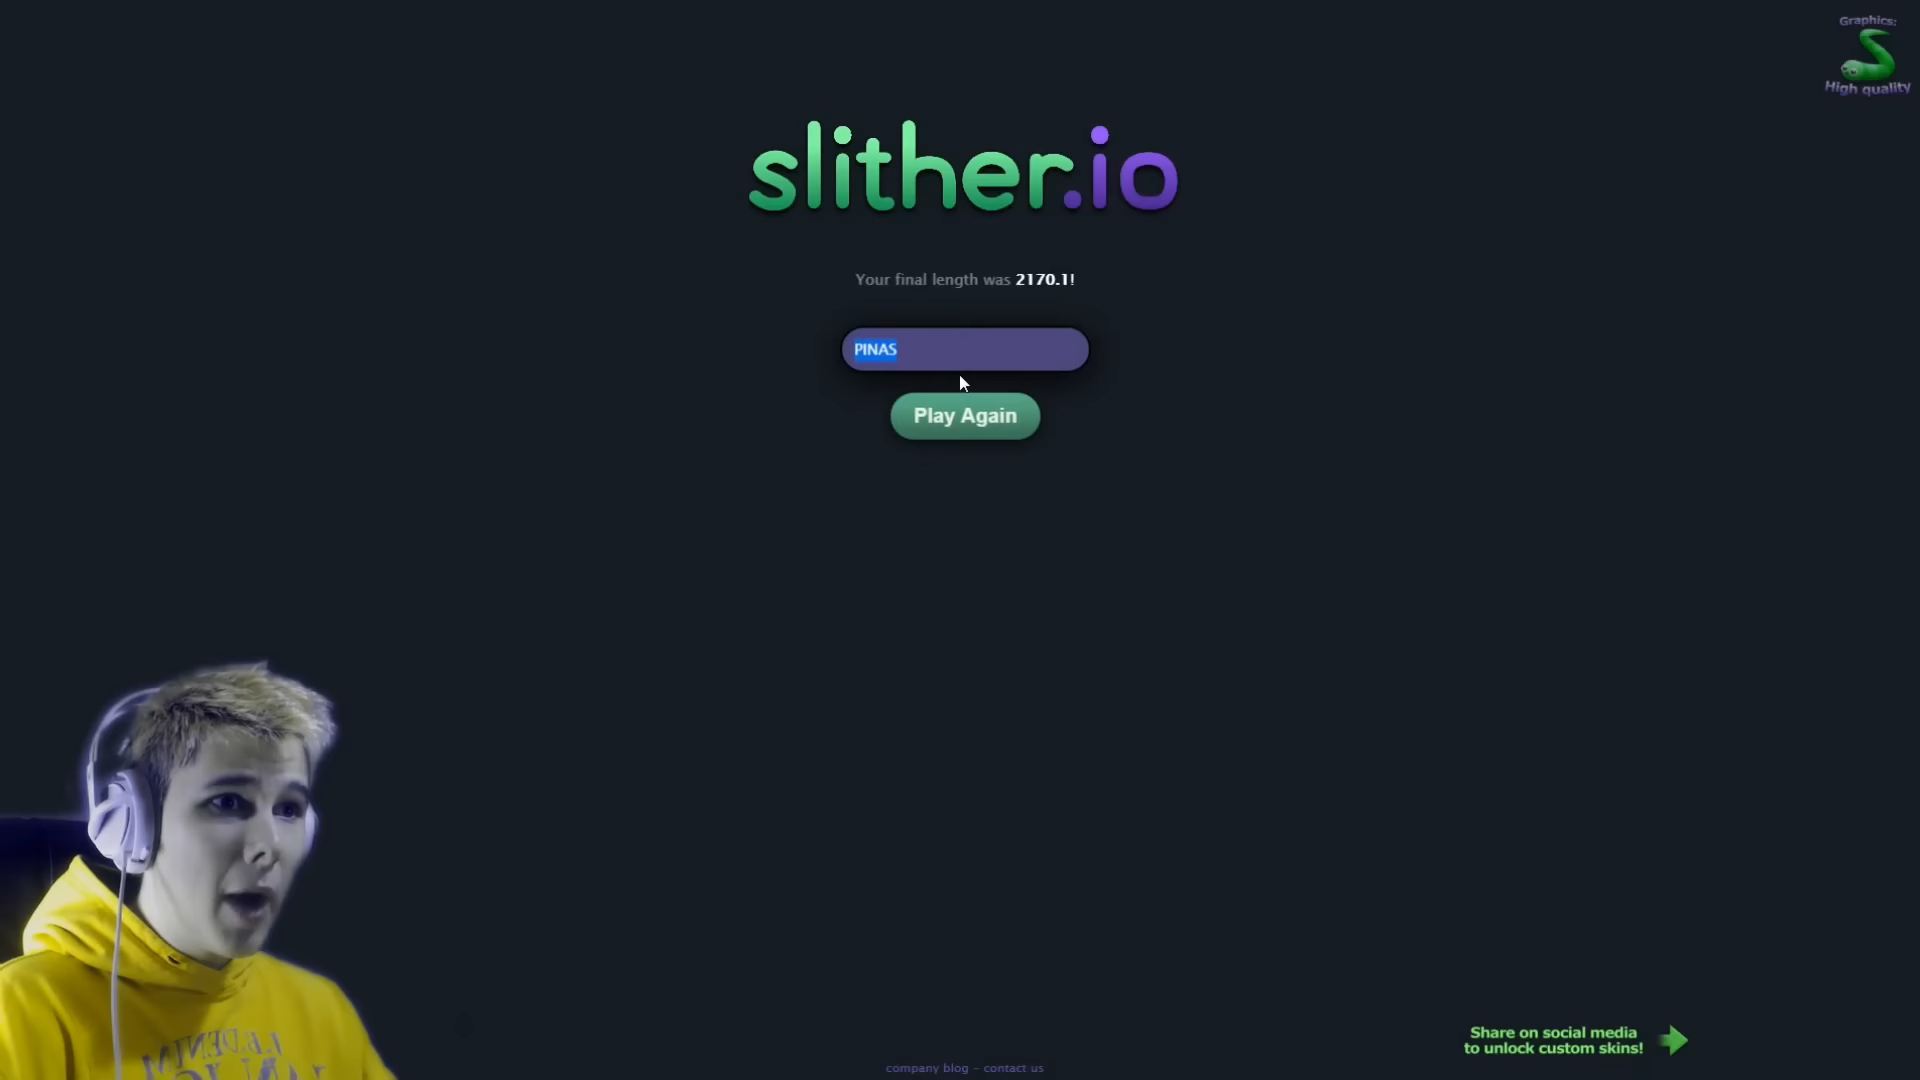 Graphics:
High quality
slither.io
Your final length was 2170.1!
PINAS
Play Again
Share on social media
to unlock custom skins!
company blog - contact us